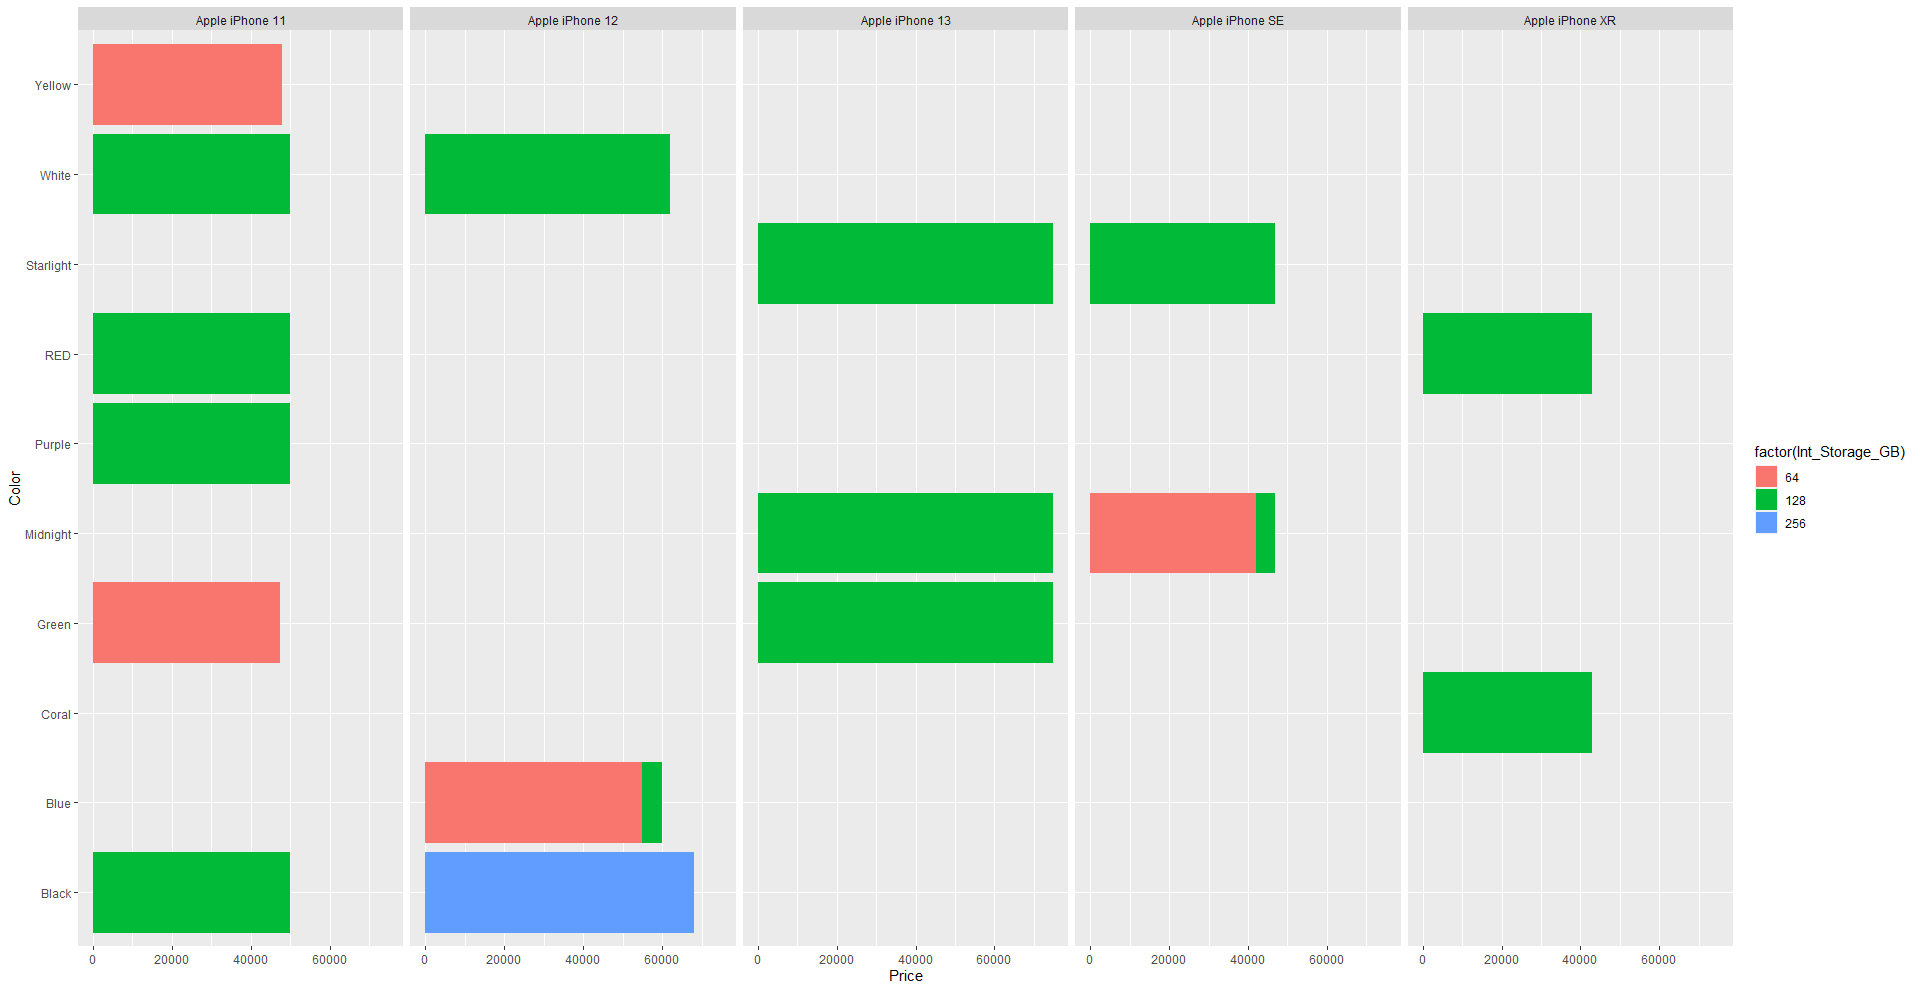 Apple iPhone 11
Apple iPhone 12
Apple iPhone 13
Apple iPhone SE
Apple iPhone XR
Color
Yellow
White
Starlight
RED
Purple
Midnight
Green
Coral
Blue
Black
0 20000 40000 60000
0 20000 40000 60000
0 20000 40000 60000
0 20000 40000 60000
0 20000 40000 60000
Price
factor(Int_Storage_GB)
64
128
256